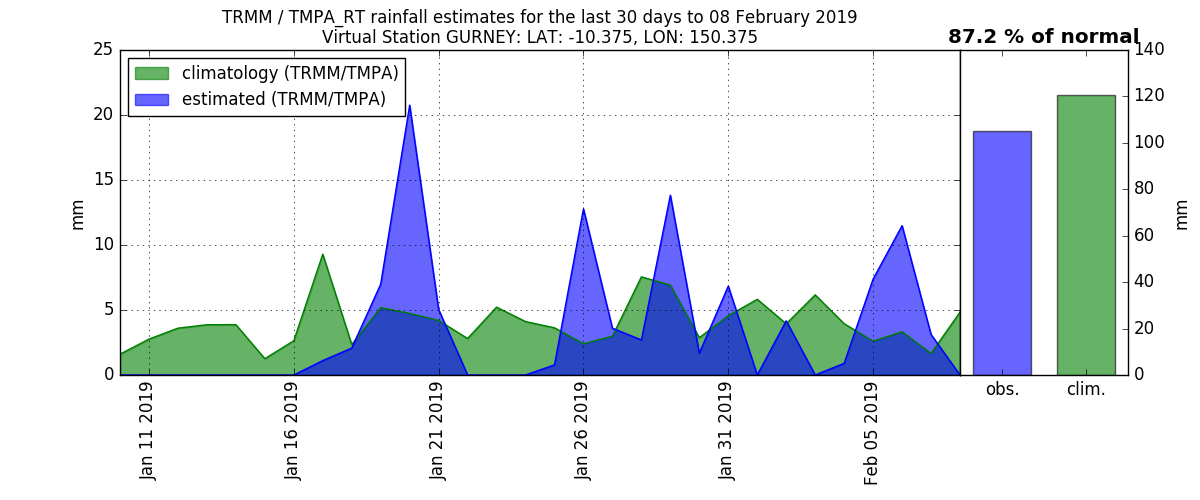 TRMM / TMPA_RT rainfall estimates for the last 30 days to 08 February 2019
Virtual Station GURNEY: LAT: -10.375, LON: 150.375
87.2 % of normal
climatology (TRMM/TMPA)
estimated (TRMM/TMPA)
25
20
15
10
5
0
mm
Jan 11 2019
Jan 16 2019
Jan 21 2019
Jan 26 2019
Jan 31 2019
Feb 05 2019
obs.
clim.
140
120
100
80
60
40
20
0
mm